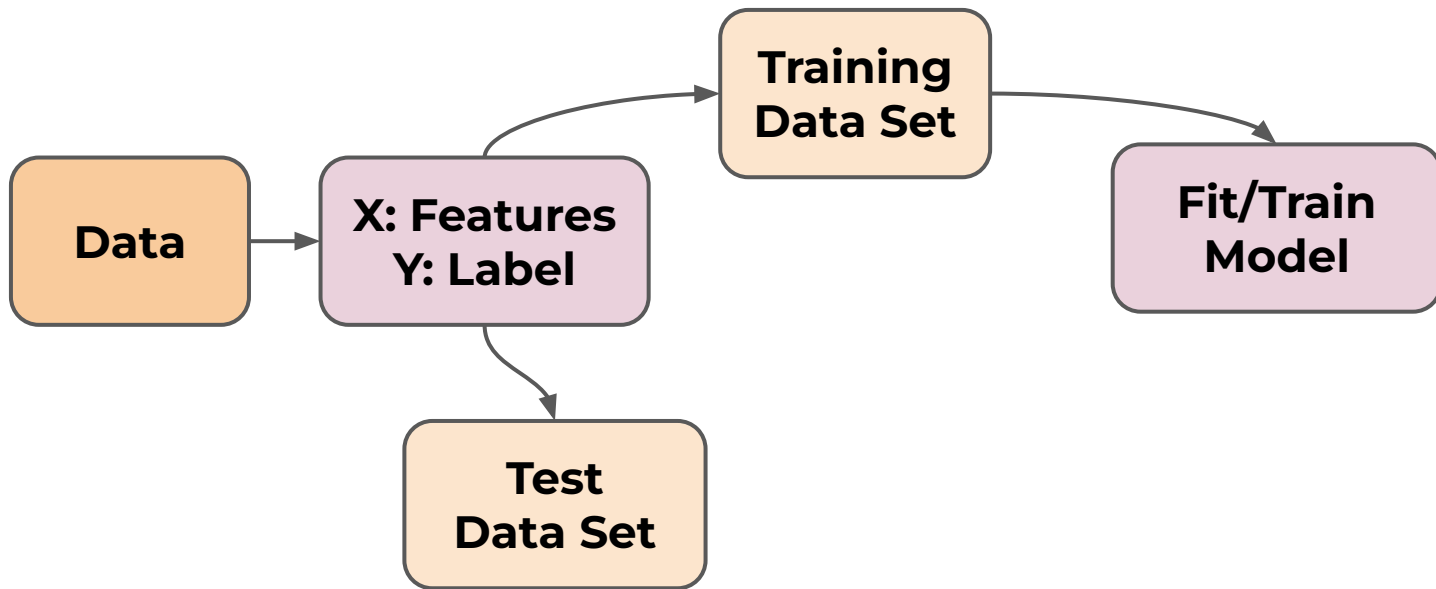 Data
X: Features
Y: Label
Training
Data Set
Fit/Train
Model
Test
Data Set